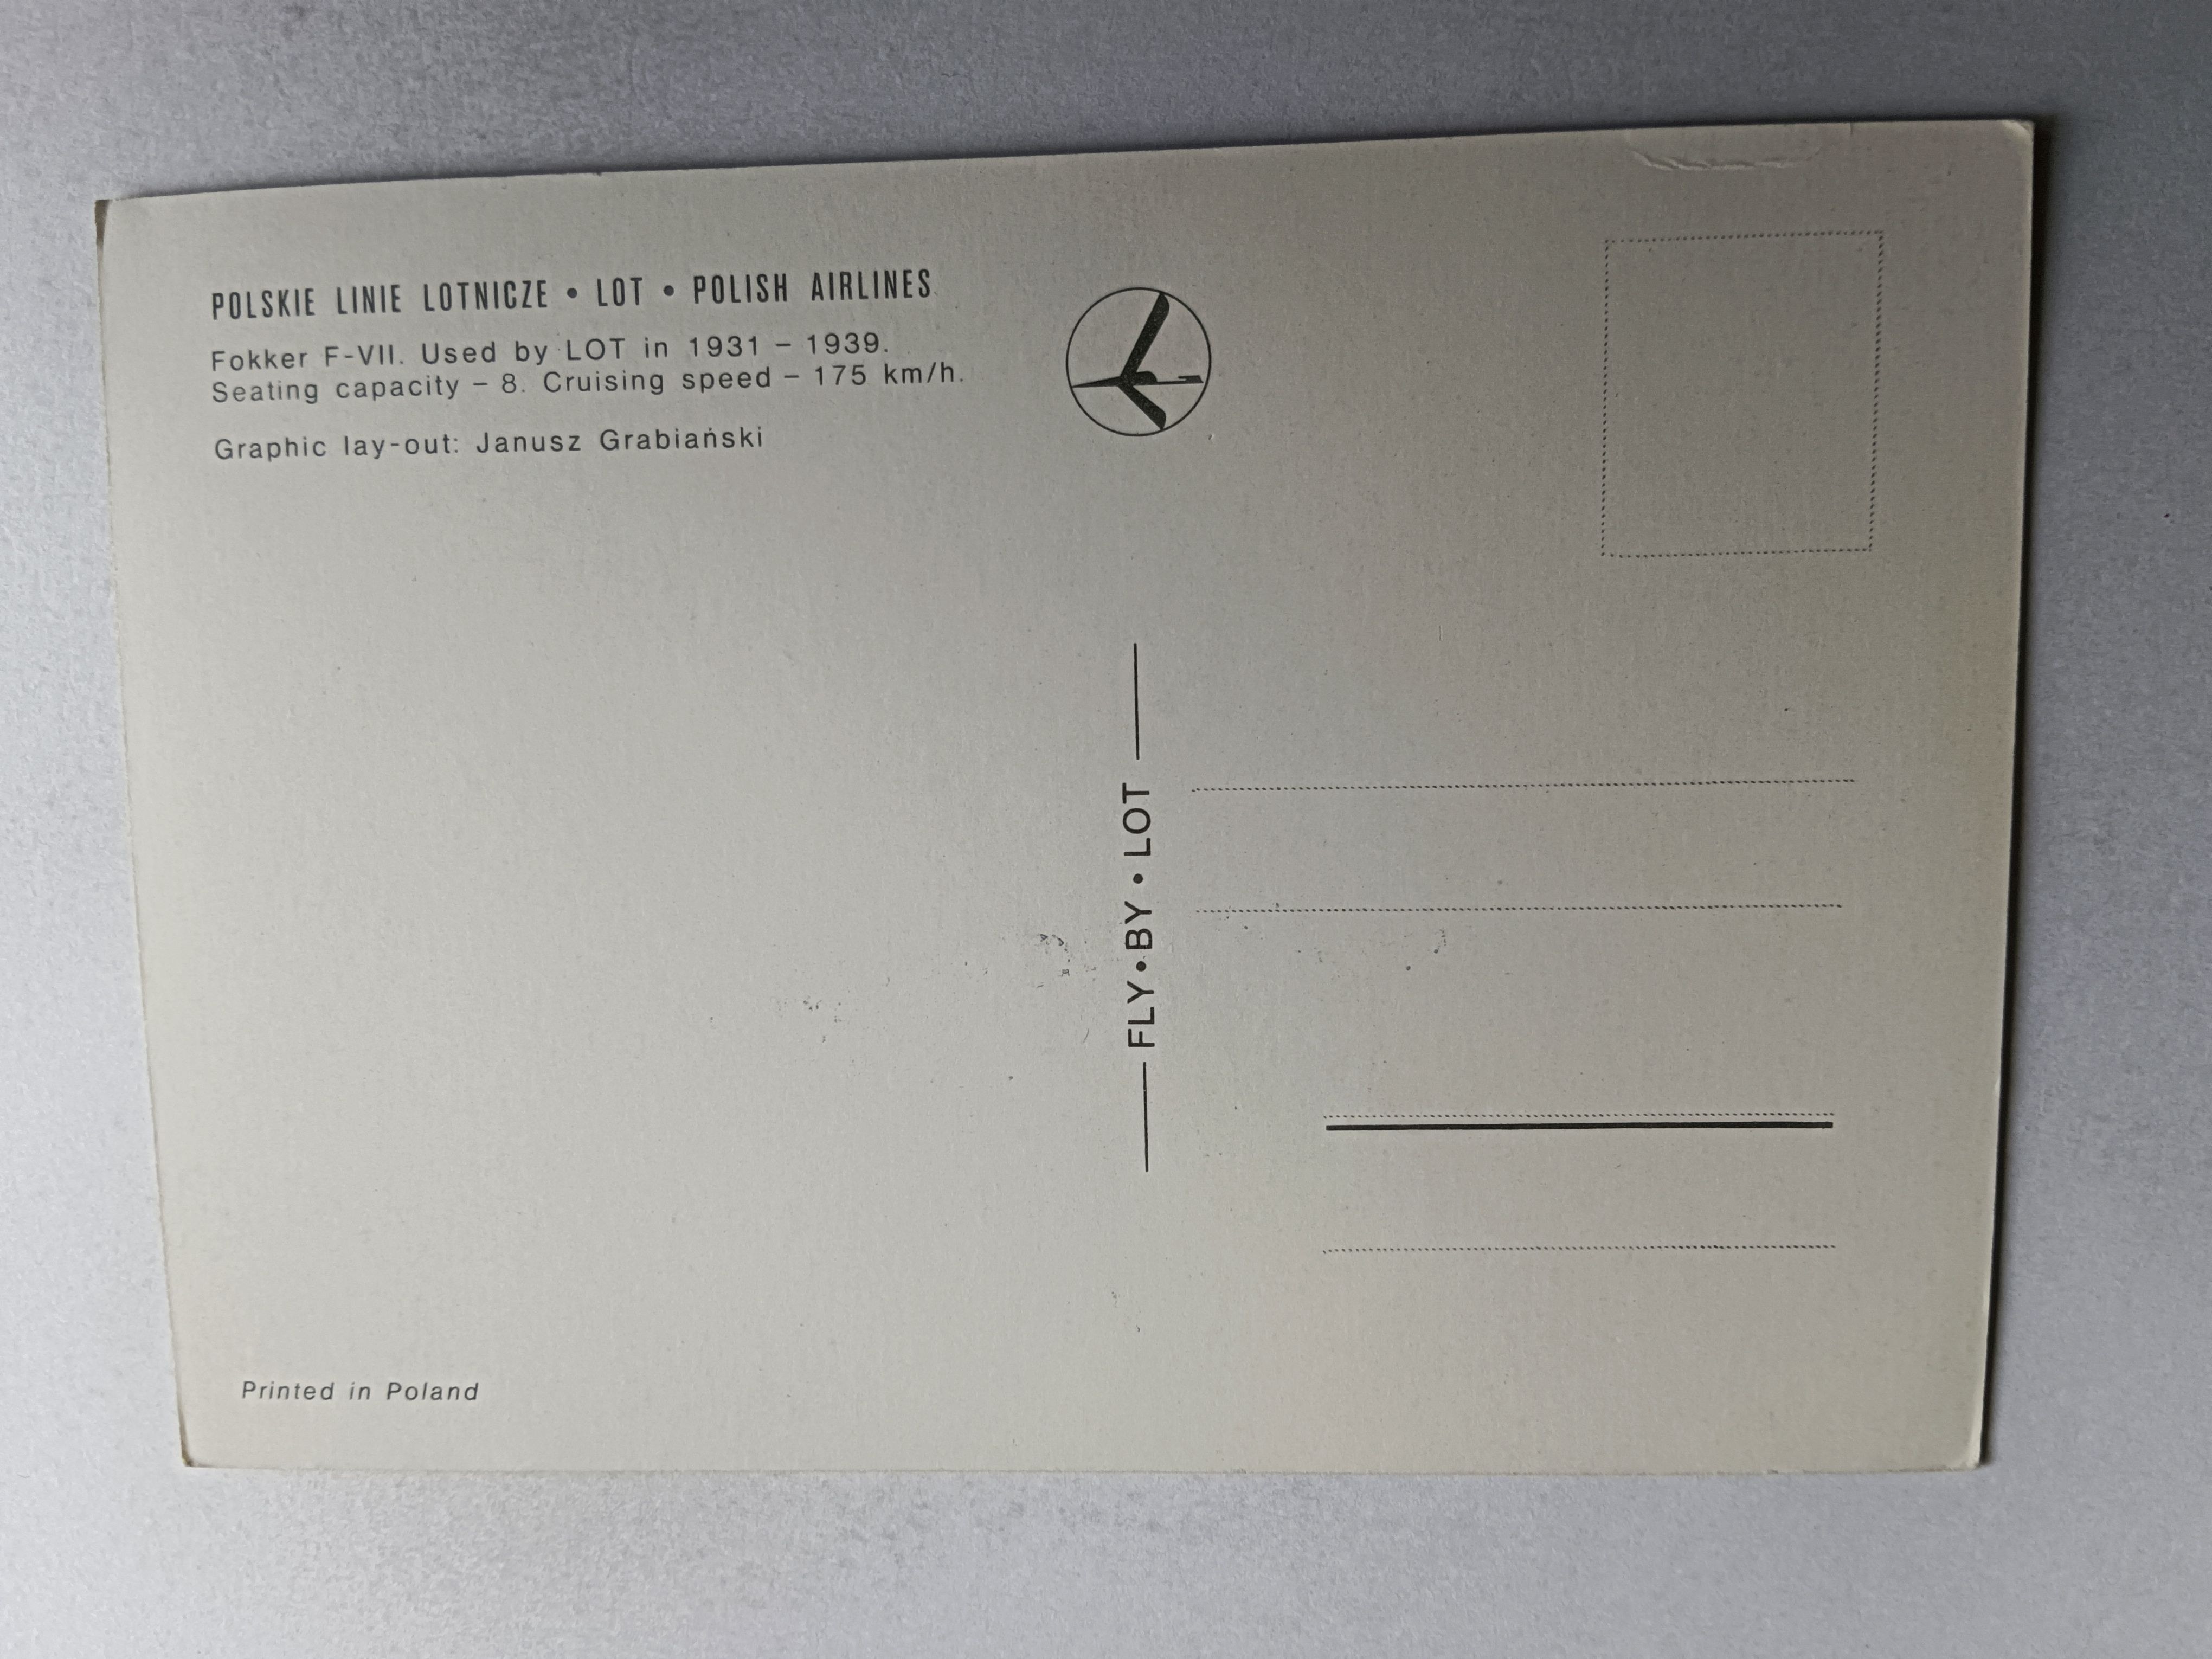 POLSKIE LINIE LOTNICZE • LOT • POLISH AIRLINES
Fokker F-VII. Used by LOT in 1931 – 1939.
Seating capacity – 8. Cruising speed – 175 km/h.
Graphic lay-out: Janusz Grabiański
FLY • BY • LOT
Printed in Poland